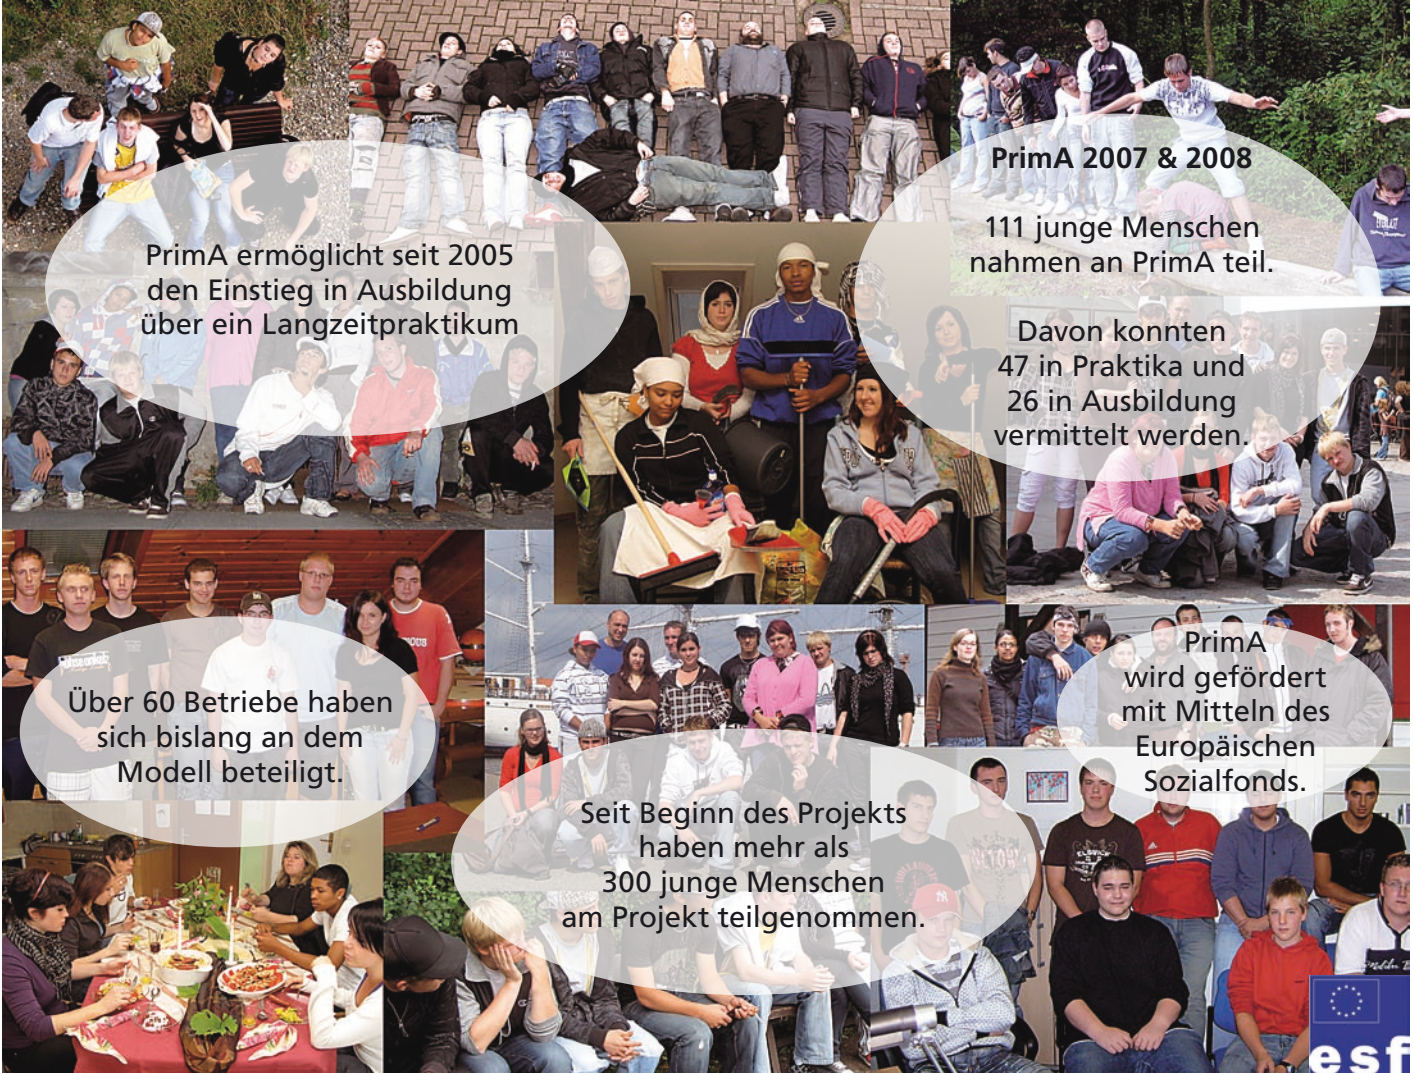 PrimA ermöglicht seit 2005
den Einstieg in Ausbildung
über ein Langzeitpraktikum
PrimA 2007 & 2008
111 junge Menschen
nahmen an PrimA teil.
Davon konnten
47 in Praktika und
26 in Ausbildung
vermittelt werden.
Über 60 Betriebe haben
sich bislang an dem
Modell beteiligt.
Seit Beginn des Projekts
haben mehr als
300 junge Menschen
am Projekt teilgenommen.
PrimA
wird gefördert
mit Mitteln des
Europäischen
Sozialfonds.
esf